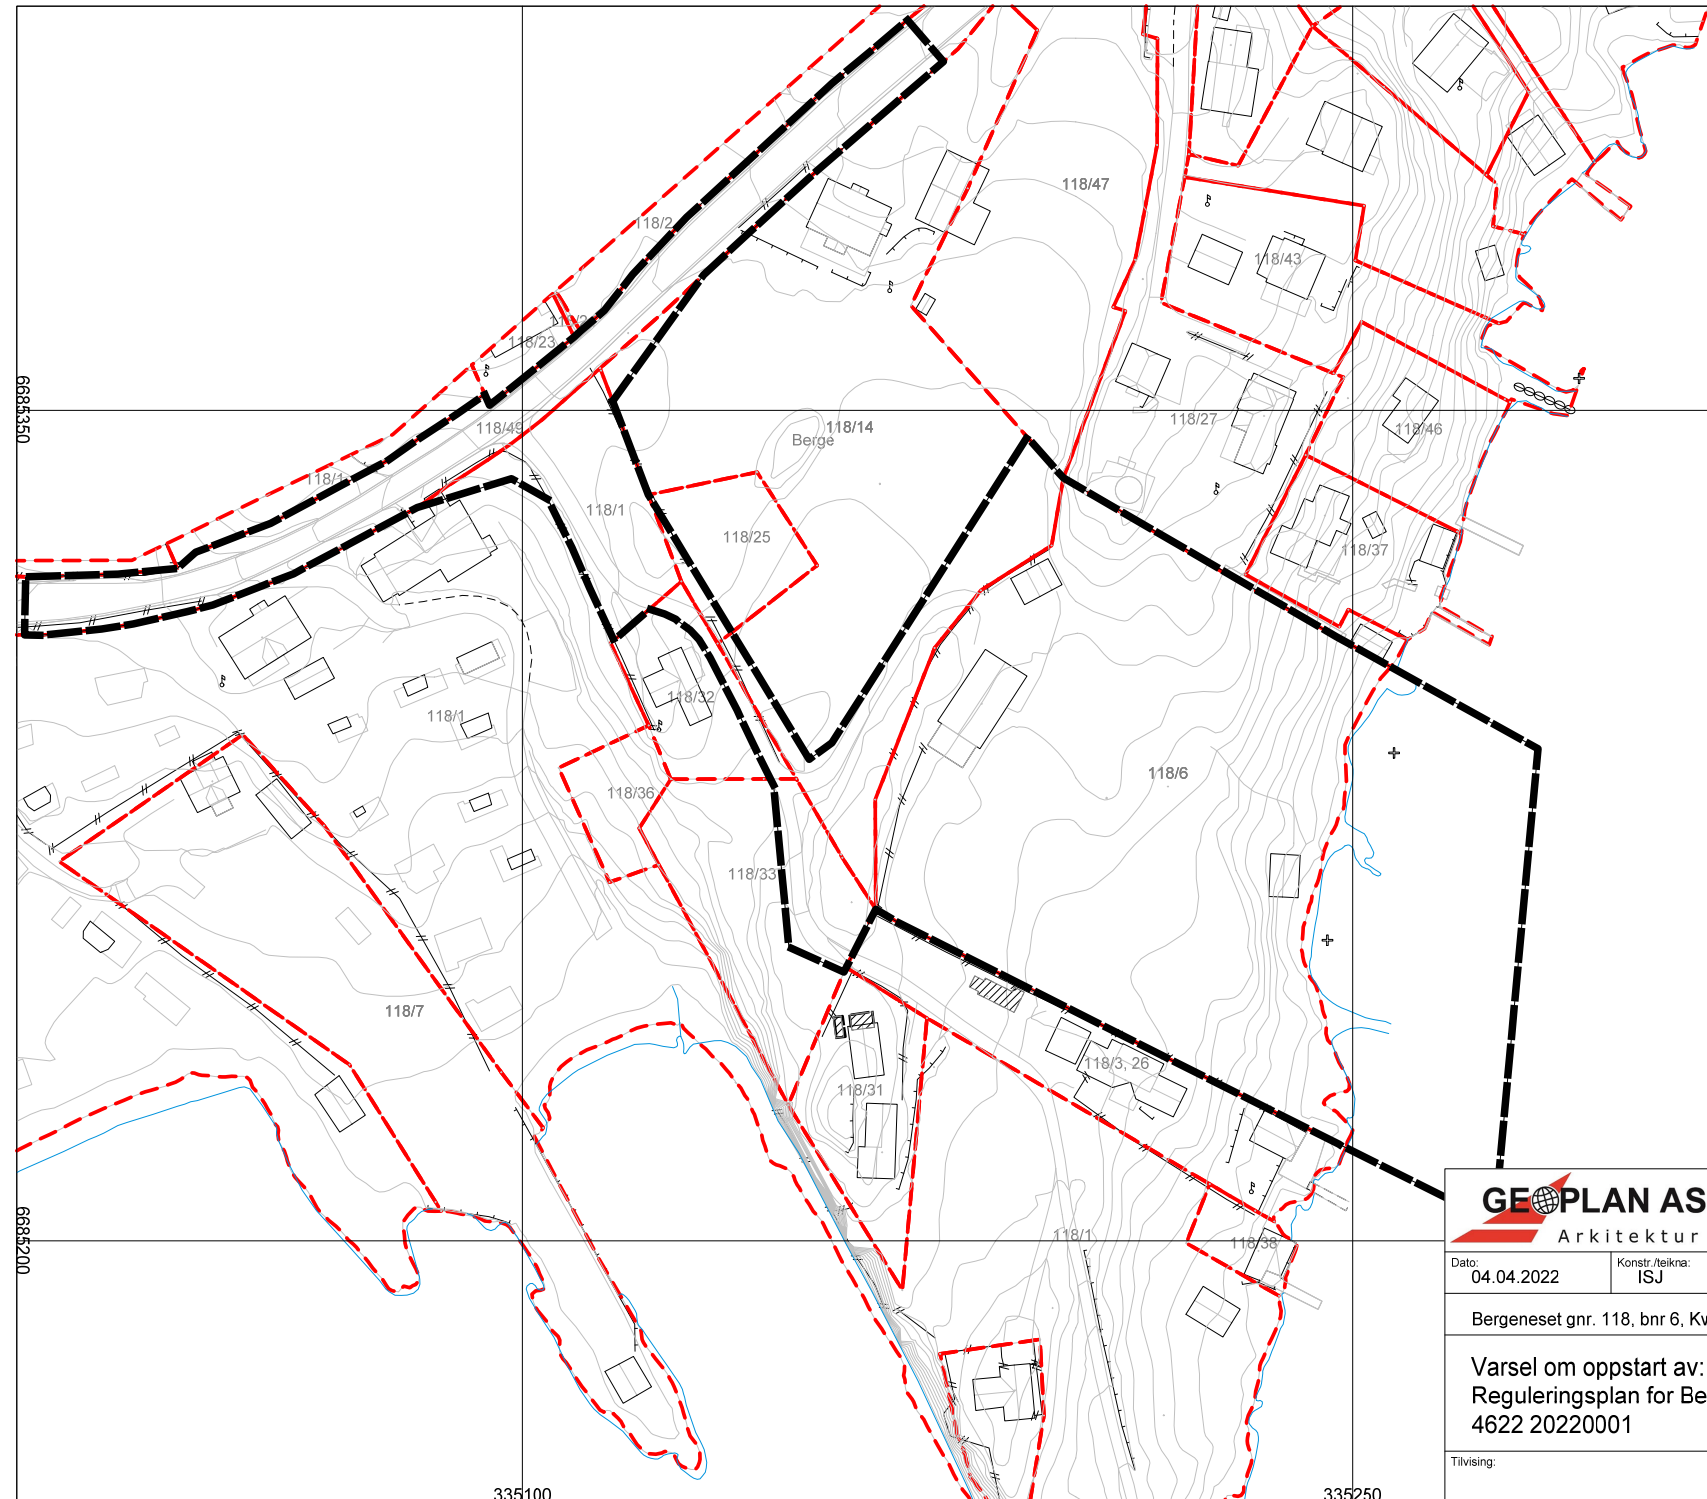 118/47
118/2
118/43
118/23
118/27
118/46
118/14
Berge
118/49
6685350
118/1
118/1
118/25
118/37
118/32
118/1
118/6
118/36
118/33
118/7
118/3, 26
118/31
118/1
118/38
6685200
GEOPLAN AS
Arkitektur
Dato:
04.04.2022
Konstr./teikna:
ISJ
Bergeneset gnr. 118, bnr 6, Kv
Varsel om oppstart av:
Reguleringsplan for Be
4622 20220001
Tilvising:
335100
335250